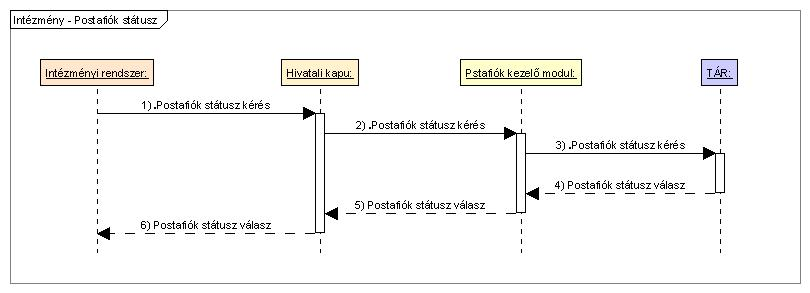 Intézmény - Postafiók státusz
Intézményi rendszer:
Hivatali kapu:
Pstafiók kezelő modul:
TÁR:
1) .Postafiók státusz kérés
2) .Postafiók státusz kérés
3) .Postafiók státusz kérés
4) Postafiók státusz válasz
5) Postafiók státusz válasz
6) Postafiók státusz válasz